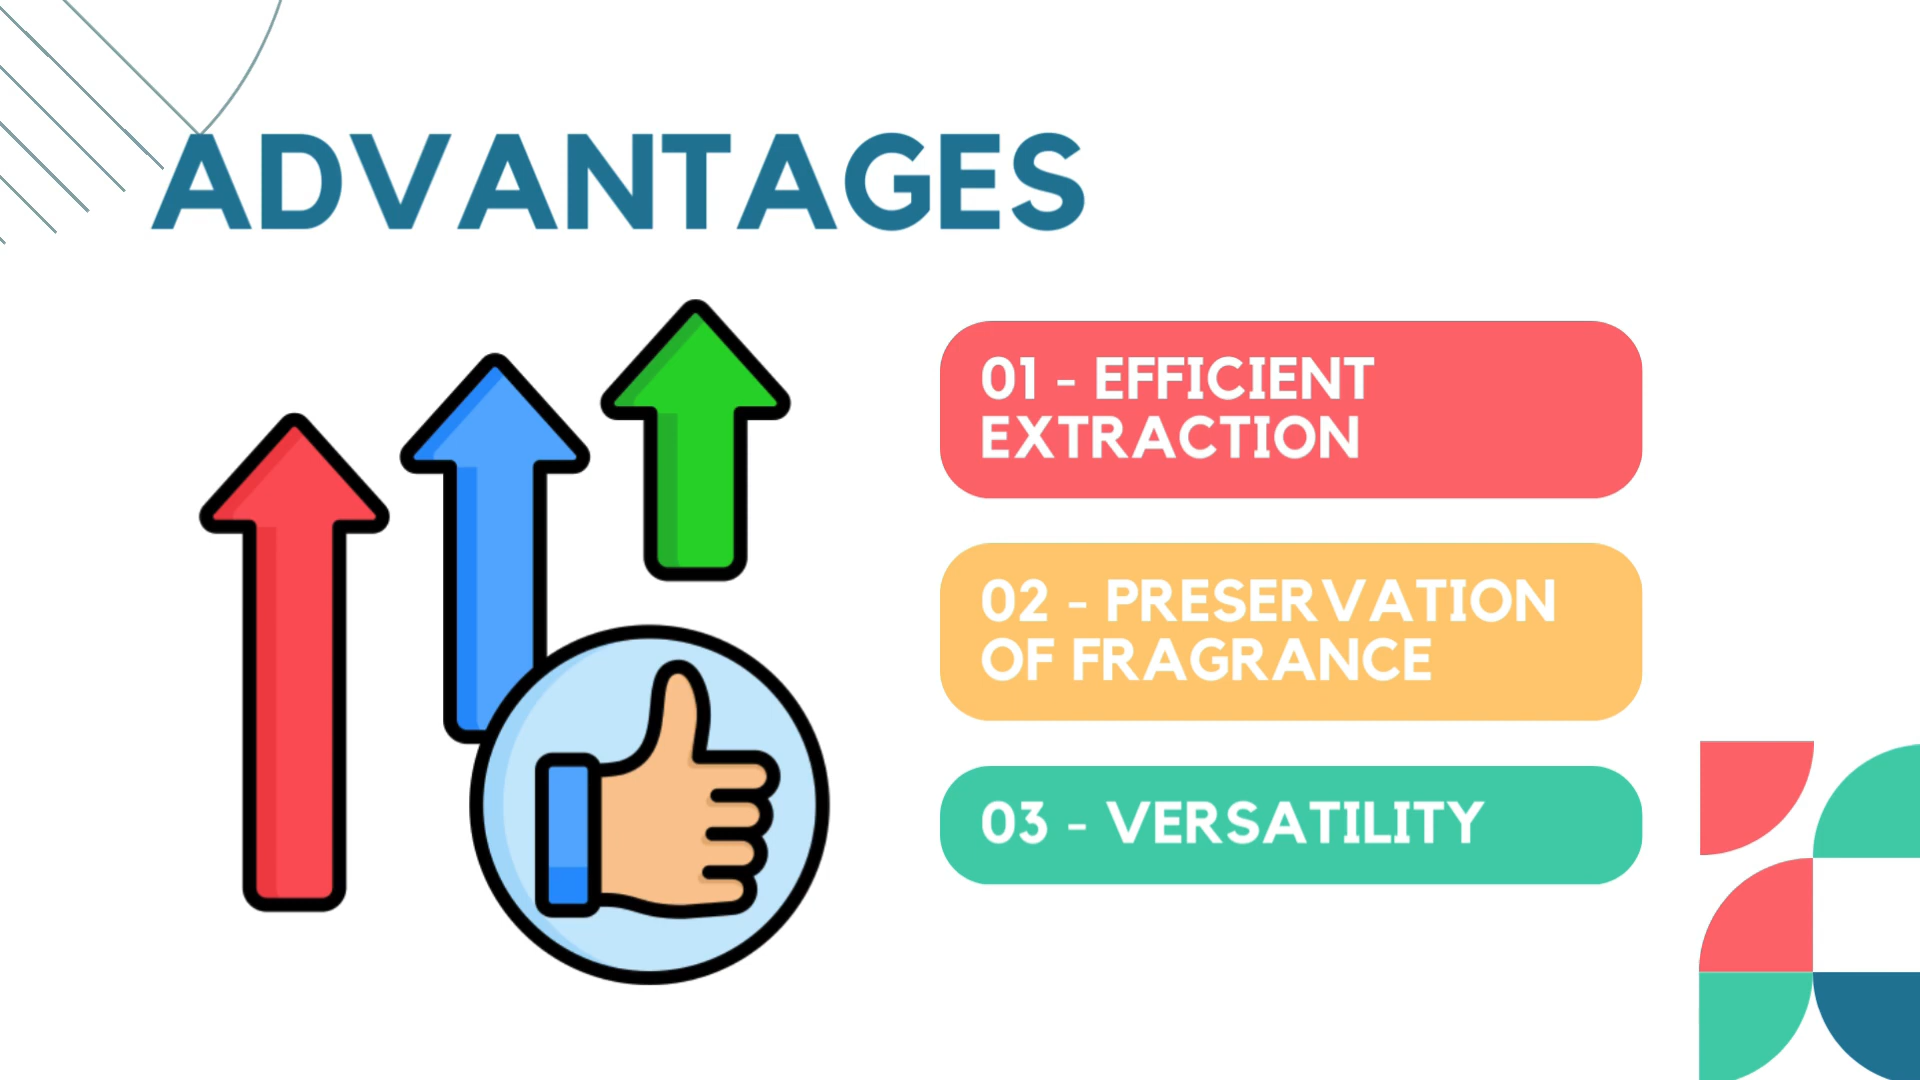 ADVANTAGES
01 - EFFICIENT
EXTRACTION
02 - PRESERVATION
OF FRAGRANCE
03 - VERSATILITY